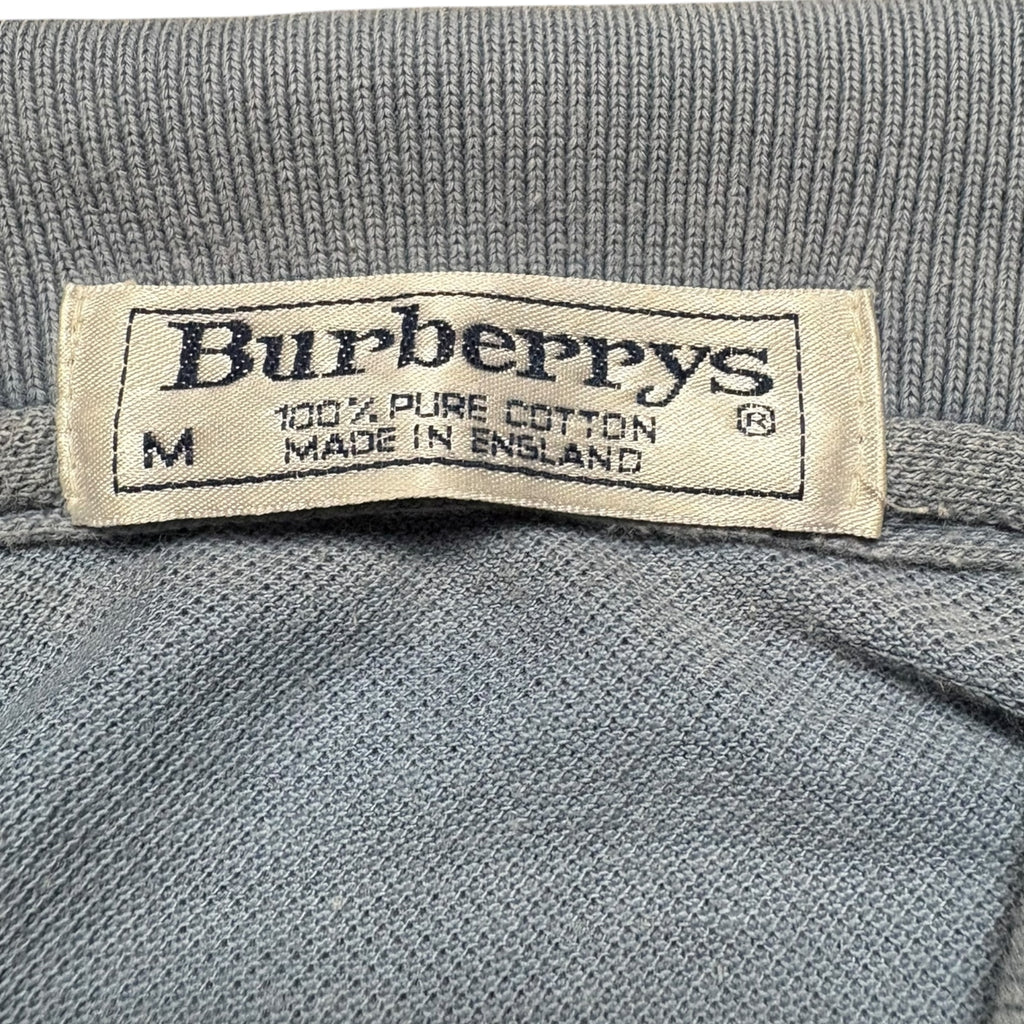 Burberrys
100% PURE COTTON ®
M MADE IN ENGLAND